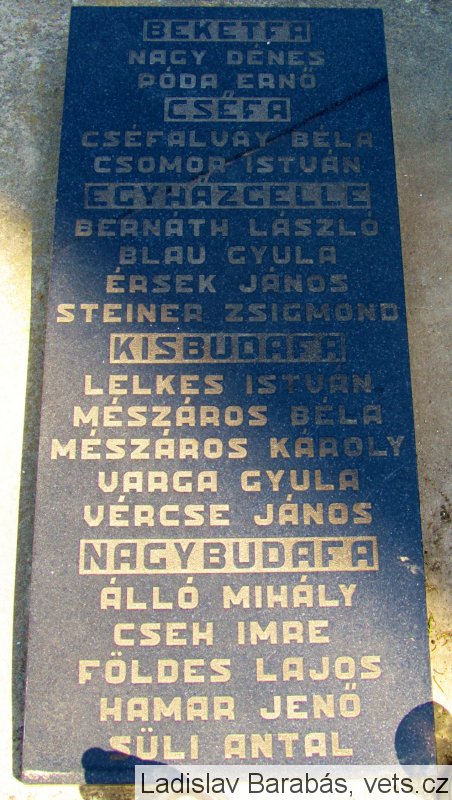 BEKETFA
NAGY DÉNES
PÓDA ERNŐ
CSÉFA
CSÉFALVAY BÉLA
CSOMOR ISTVÁN
EGYHÁZGELLE
BERNÁTH LÁSZLÓ
BLAU GYULA
ÉRSEK JÁNOS
STEINER ZSIGMOND
KISBUDAFA
LELKES ISTVÁN
MÉSZÁROS BÉLA
MÉSZÁROS KÁROLY
VARGA GYULA
VÉRCSE JÁNOS
NAGYBUDAFA
ÁLLÓ MIHÁLY
CSEH IMRE
FÖLDES LAJOS
HAMAR JENŐ
SÜLI ANTAL
Ladislav Barabás, vets.cz